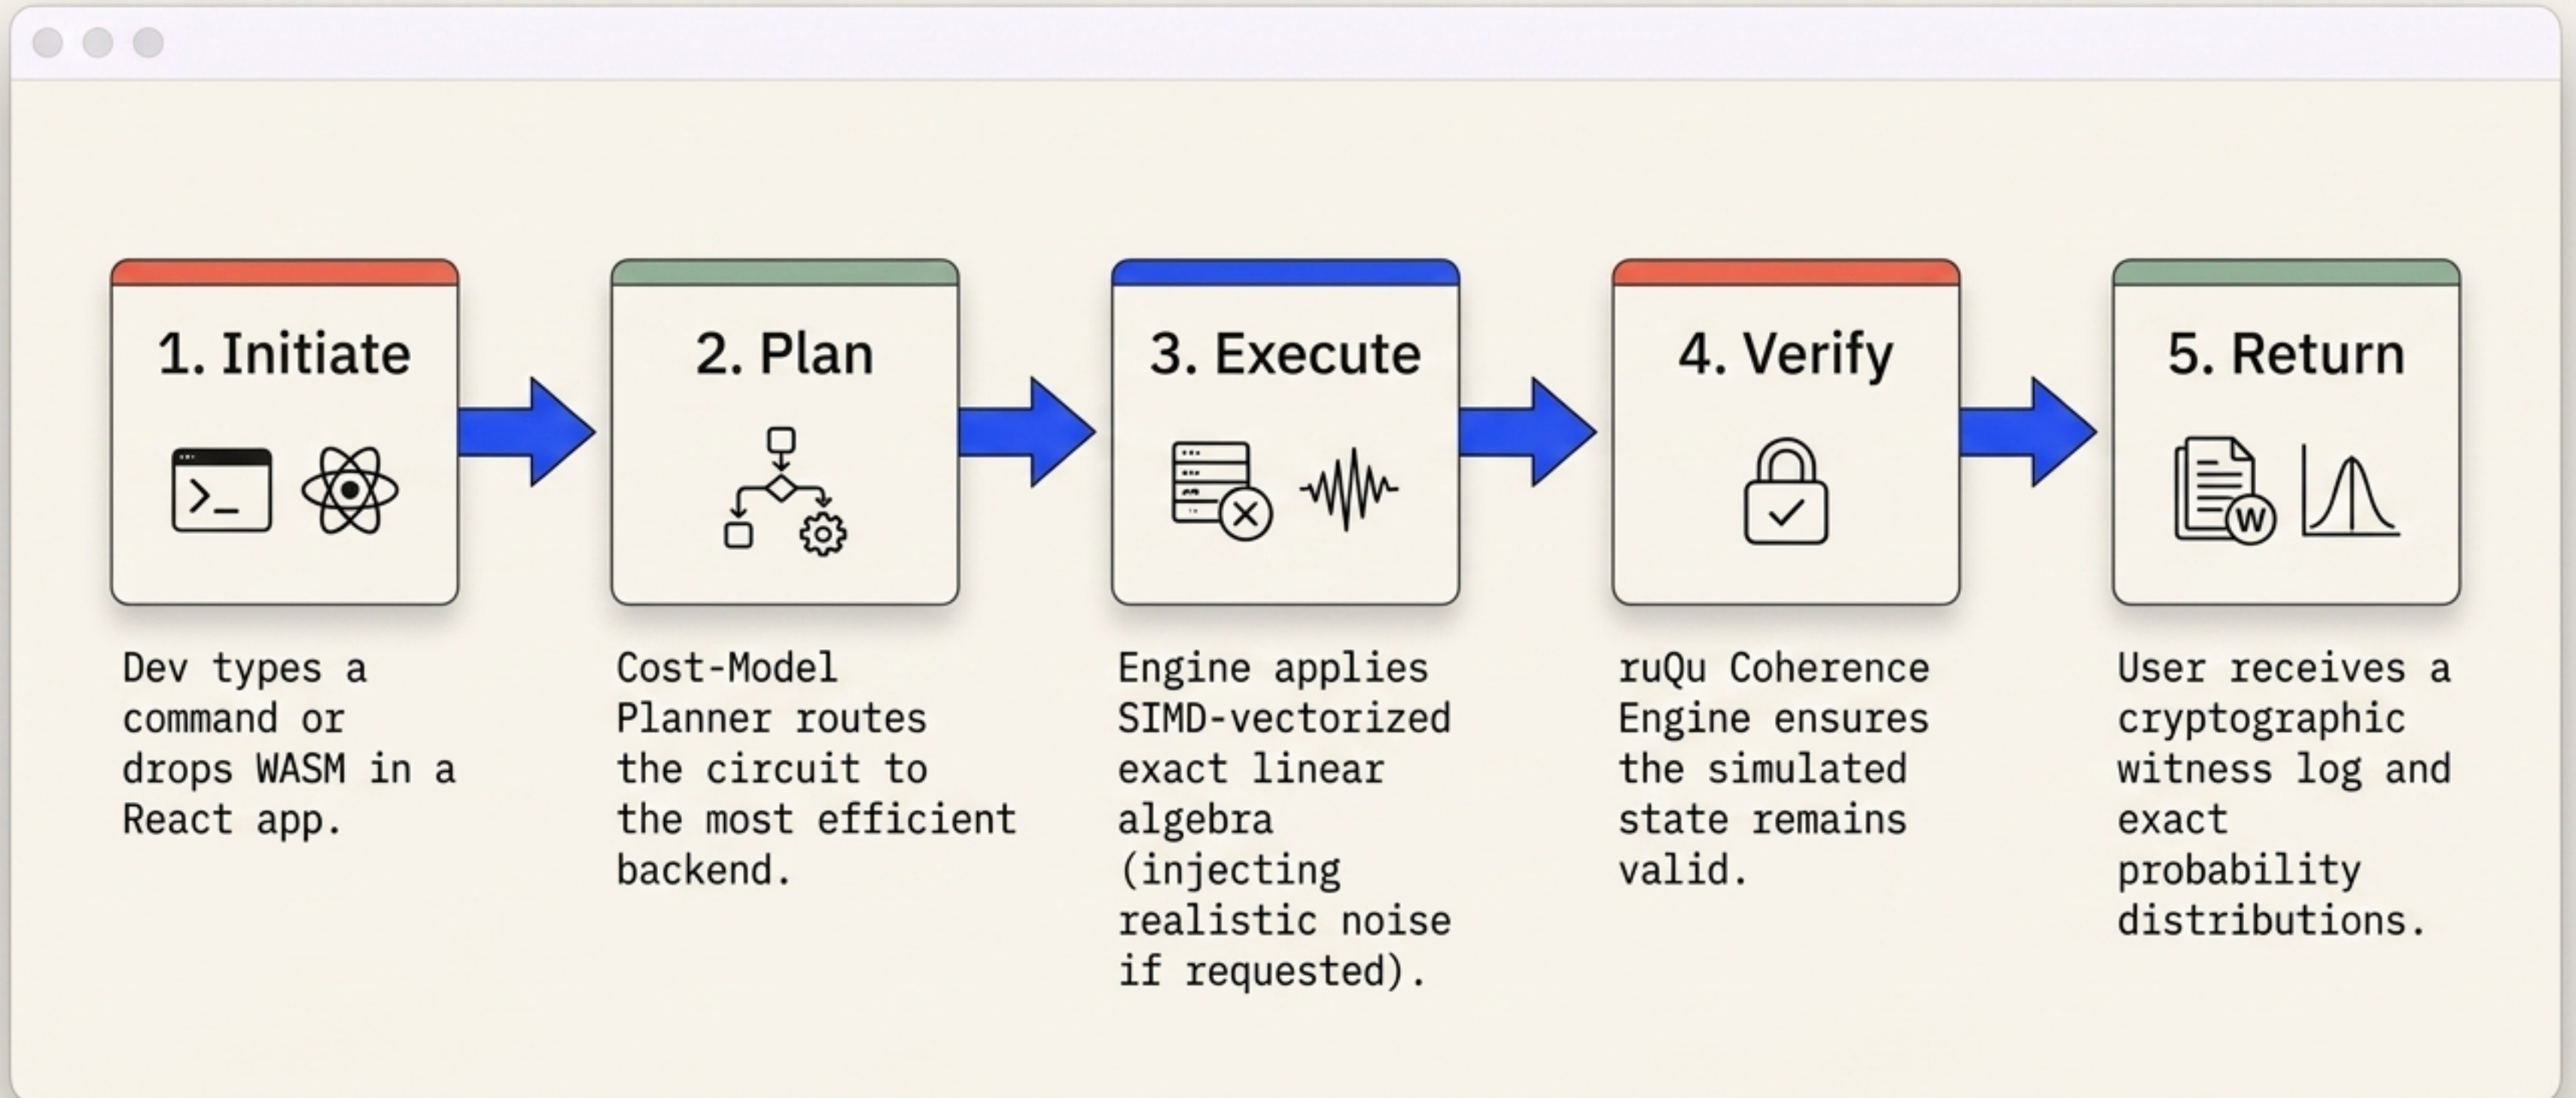 1. Initiate
Dev types a
command or
drops WASM in a
React app.
2. Plan
Cost-Model
Planner routes
the circuit to
the most efficient
backend.
3. Execute
Engine applies
SIMD-vectorized
exact linear
algebra
(injecting
realistic noise
if requested).
4. Verify
ruQu Coherence
Engine ensures
the simulated
state remains
valid.
5. Return
W
User receives a
cryptographic
witness log and
exact
probability
distributions.